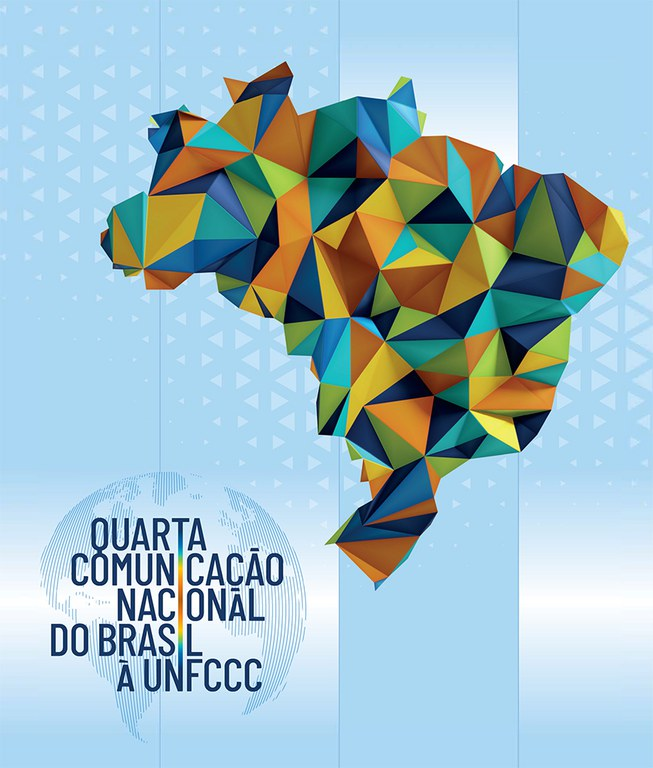 QUARTA
COMUNICAÇÃO
NACIONAL
DO BRASIL
À UNFCCC